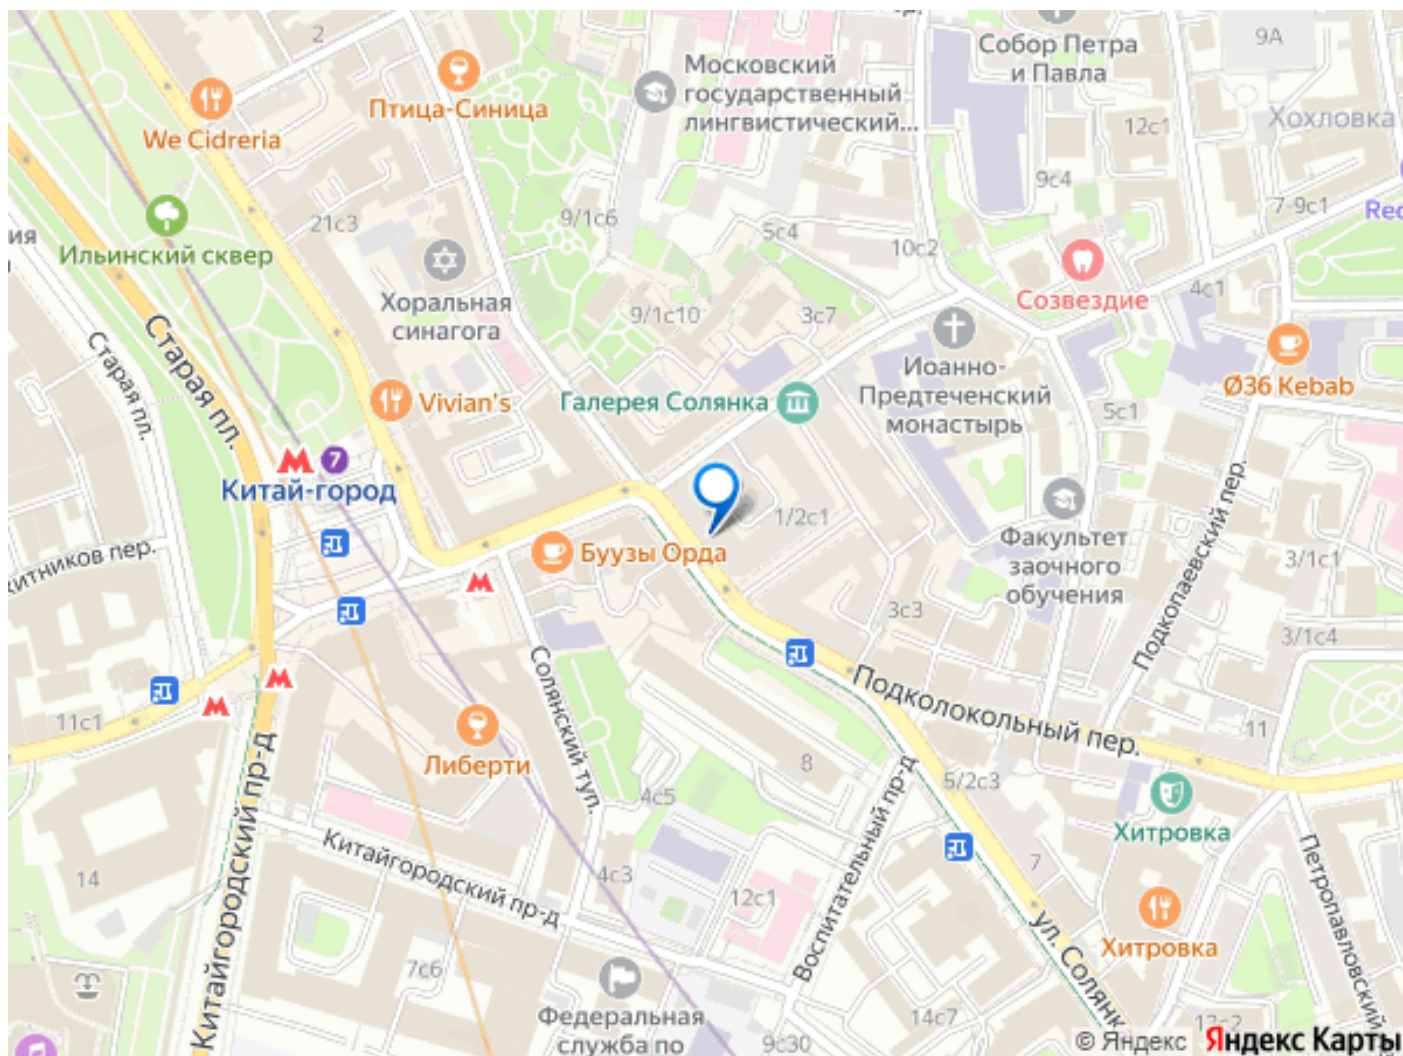 2
9А
Собор Петра
и Павла
Московский
государственный
лингвистический...
We Cidreria
Птица-Синица
12с1
Хохловка
9с4
7-9с1
21с3
9/1с6
5с4
10с2
Ильинский сквер
Хоральная
синагога
Созвездие
4с1
9/1с10
3с7
Иоанно-
Предтеченский
монастырь
Ø36 Kebab
Старая пл.
Старая пл.
Vivian's
Галерея Солянка
5с1
7
Китай-город
1/2с1
Буузы Орда
Факультет
заочного
обучения
Подкопаевский пер.
3/1с1
3с3
3/1с4
Солянский туп.
Подколокольный пер.
11с1
11
Либерти
8
5/2с3
4с5
Воспитательный пр-д
Хитровка
Китайгородский пр-д
Китайгородский пр-д
14
4с3
12с1
7
Петропавловский
Хитровка
7с6
ул. Солянк
Федеральная
служба по
14с7
9с30
© Яндекс Яндекс Карты